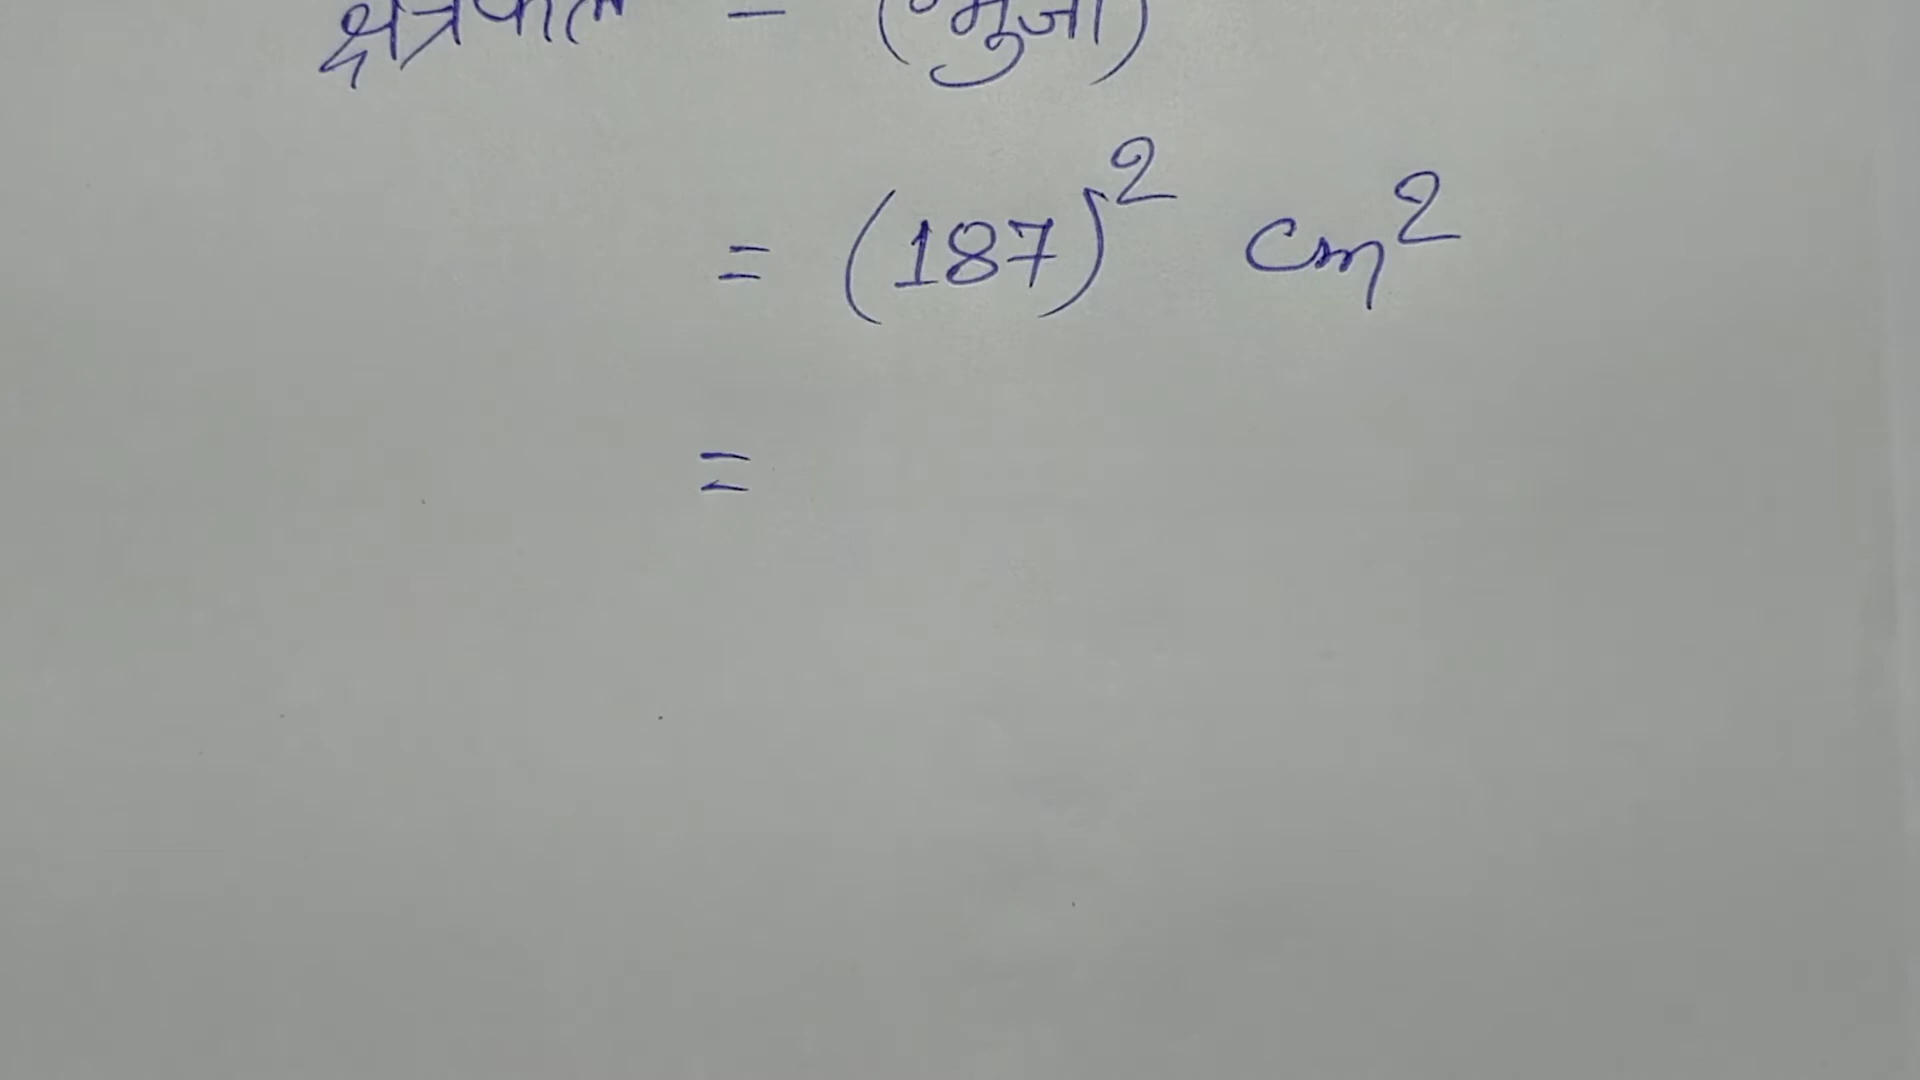 क्षेत्रफल = (भुजा)
= (187)² cm²
=